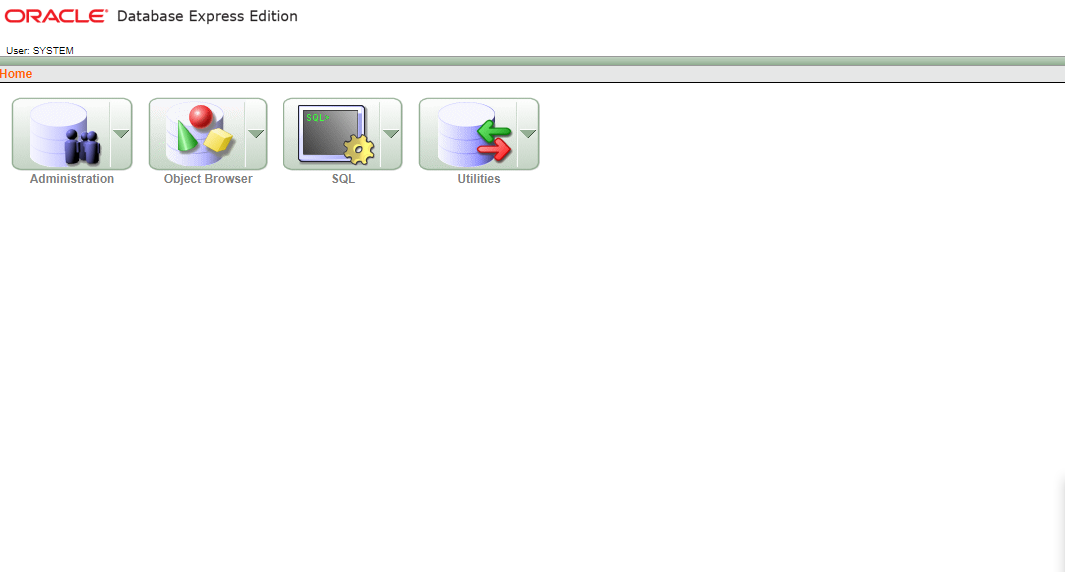 ORACLE Database Express Edition
User: SYSTEM
Home
SQL>
Administration Object Browser SQL Utilities